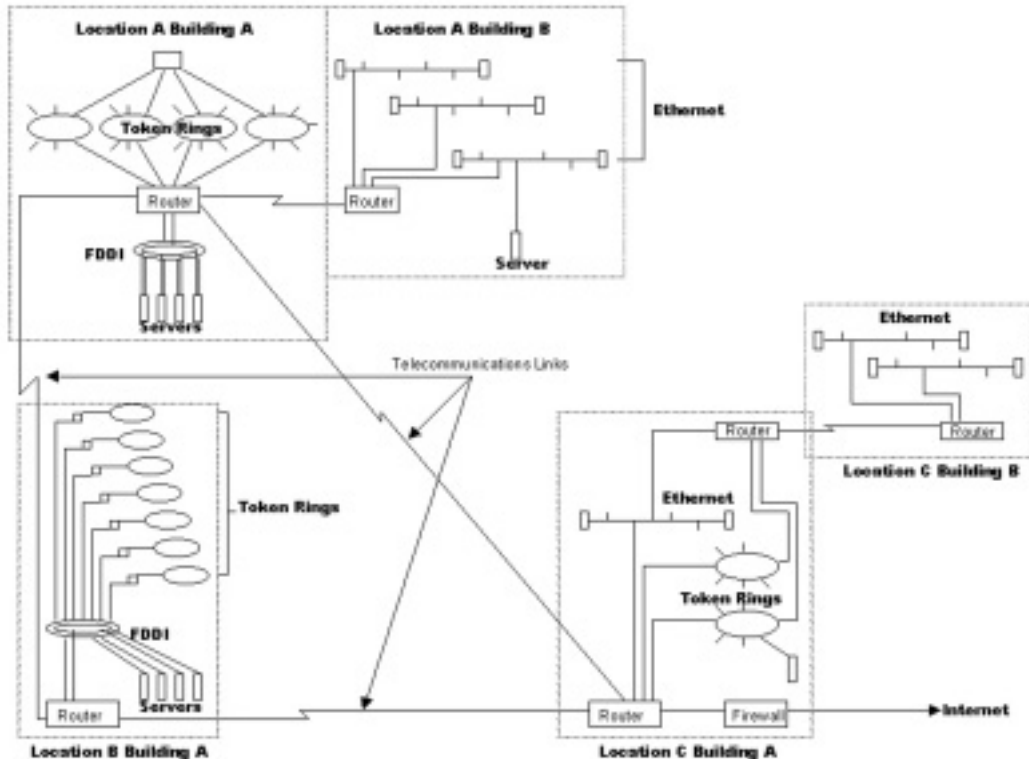 Location A Building A
Location A Building B
Token Rings
Ethernet
Router
Router
FDDI
Server
Servers
Ethernet
Telecommunications Links
Router
Router
Location C Building B
Token Rings
Ethernet
Token Rings
FDDI
Servers
Router
Router
Firewall
Internet
Location B Building A
Location C Building A